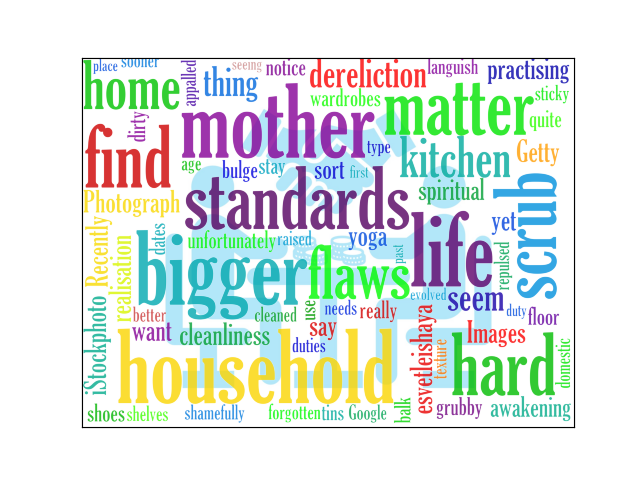 place sooner seeing notice dereliction languish practising
home appalled thing wardrobes matter sticky
dirty mother type quite
find age bulge stay sort first kitchen Getty
Photograph standards spiritual scrub
Recently realisation dates unfortunately raised yoga past life yet repulsed
bigger flaws evolved seem duty floor
iStockphoto better cleaned use needs really
want cleanliness duties say esvetleishaya Images
household texture hard domestic
shoes shelves shamefully forgotten tins Google balk grubby awakening